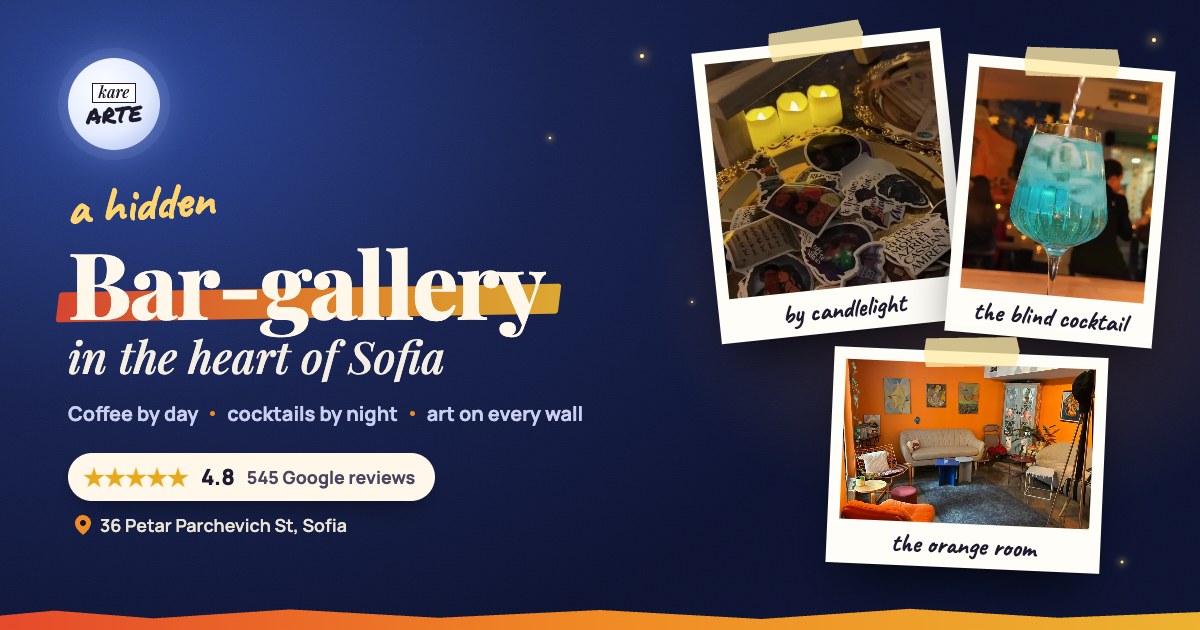 kare
ARTE
a hidden
Bar-gallery
in the heart of Sofia
Coffee by day • cocktails by night • art on every wall
★★★★★ 4.8 545 Google reviews
36 Petar Parchevich St, Sofia
by candlelight
the blind cocktail
the orange room